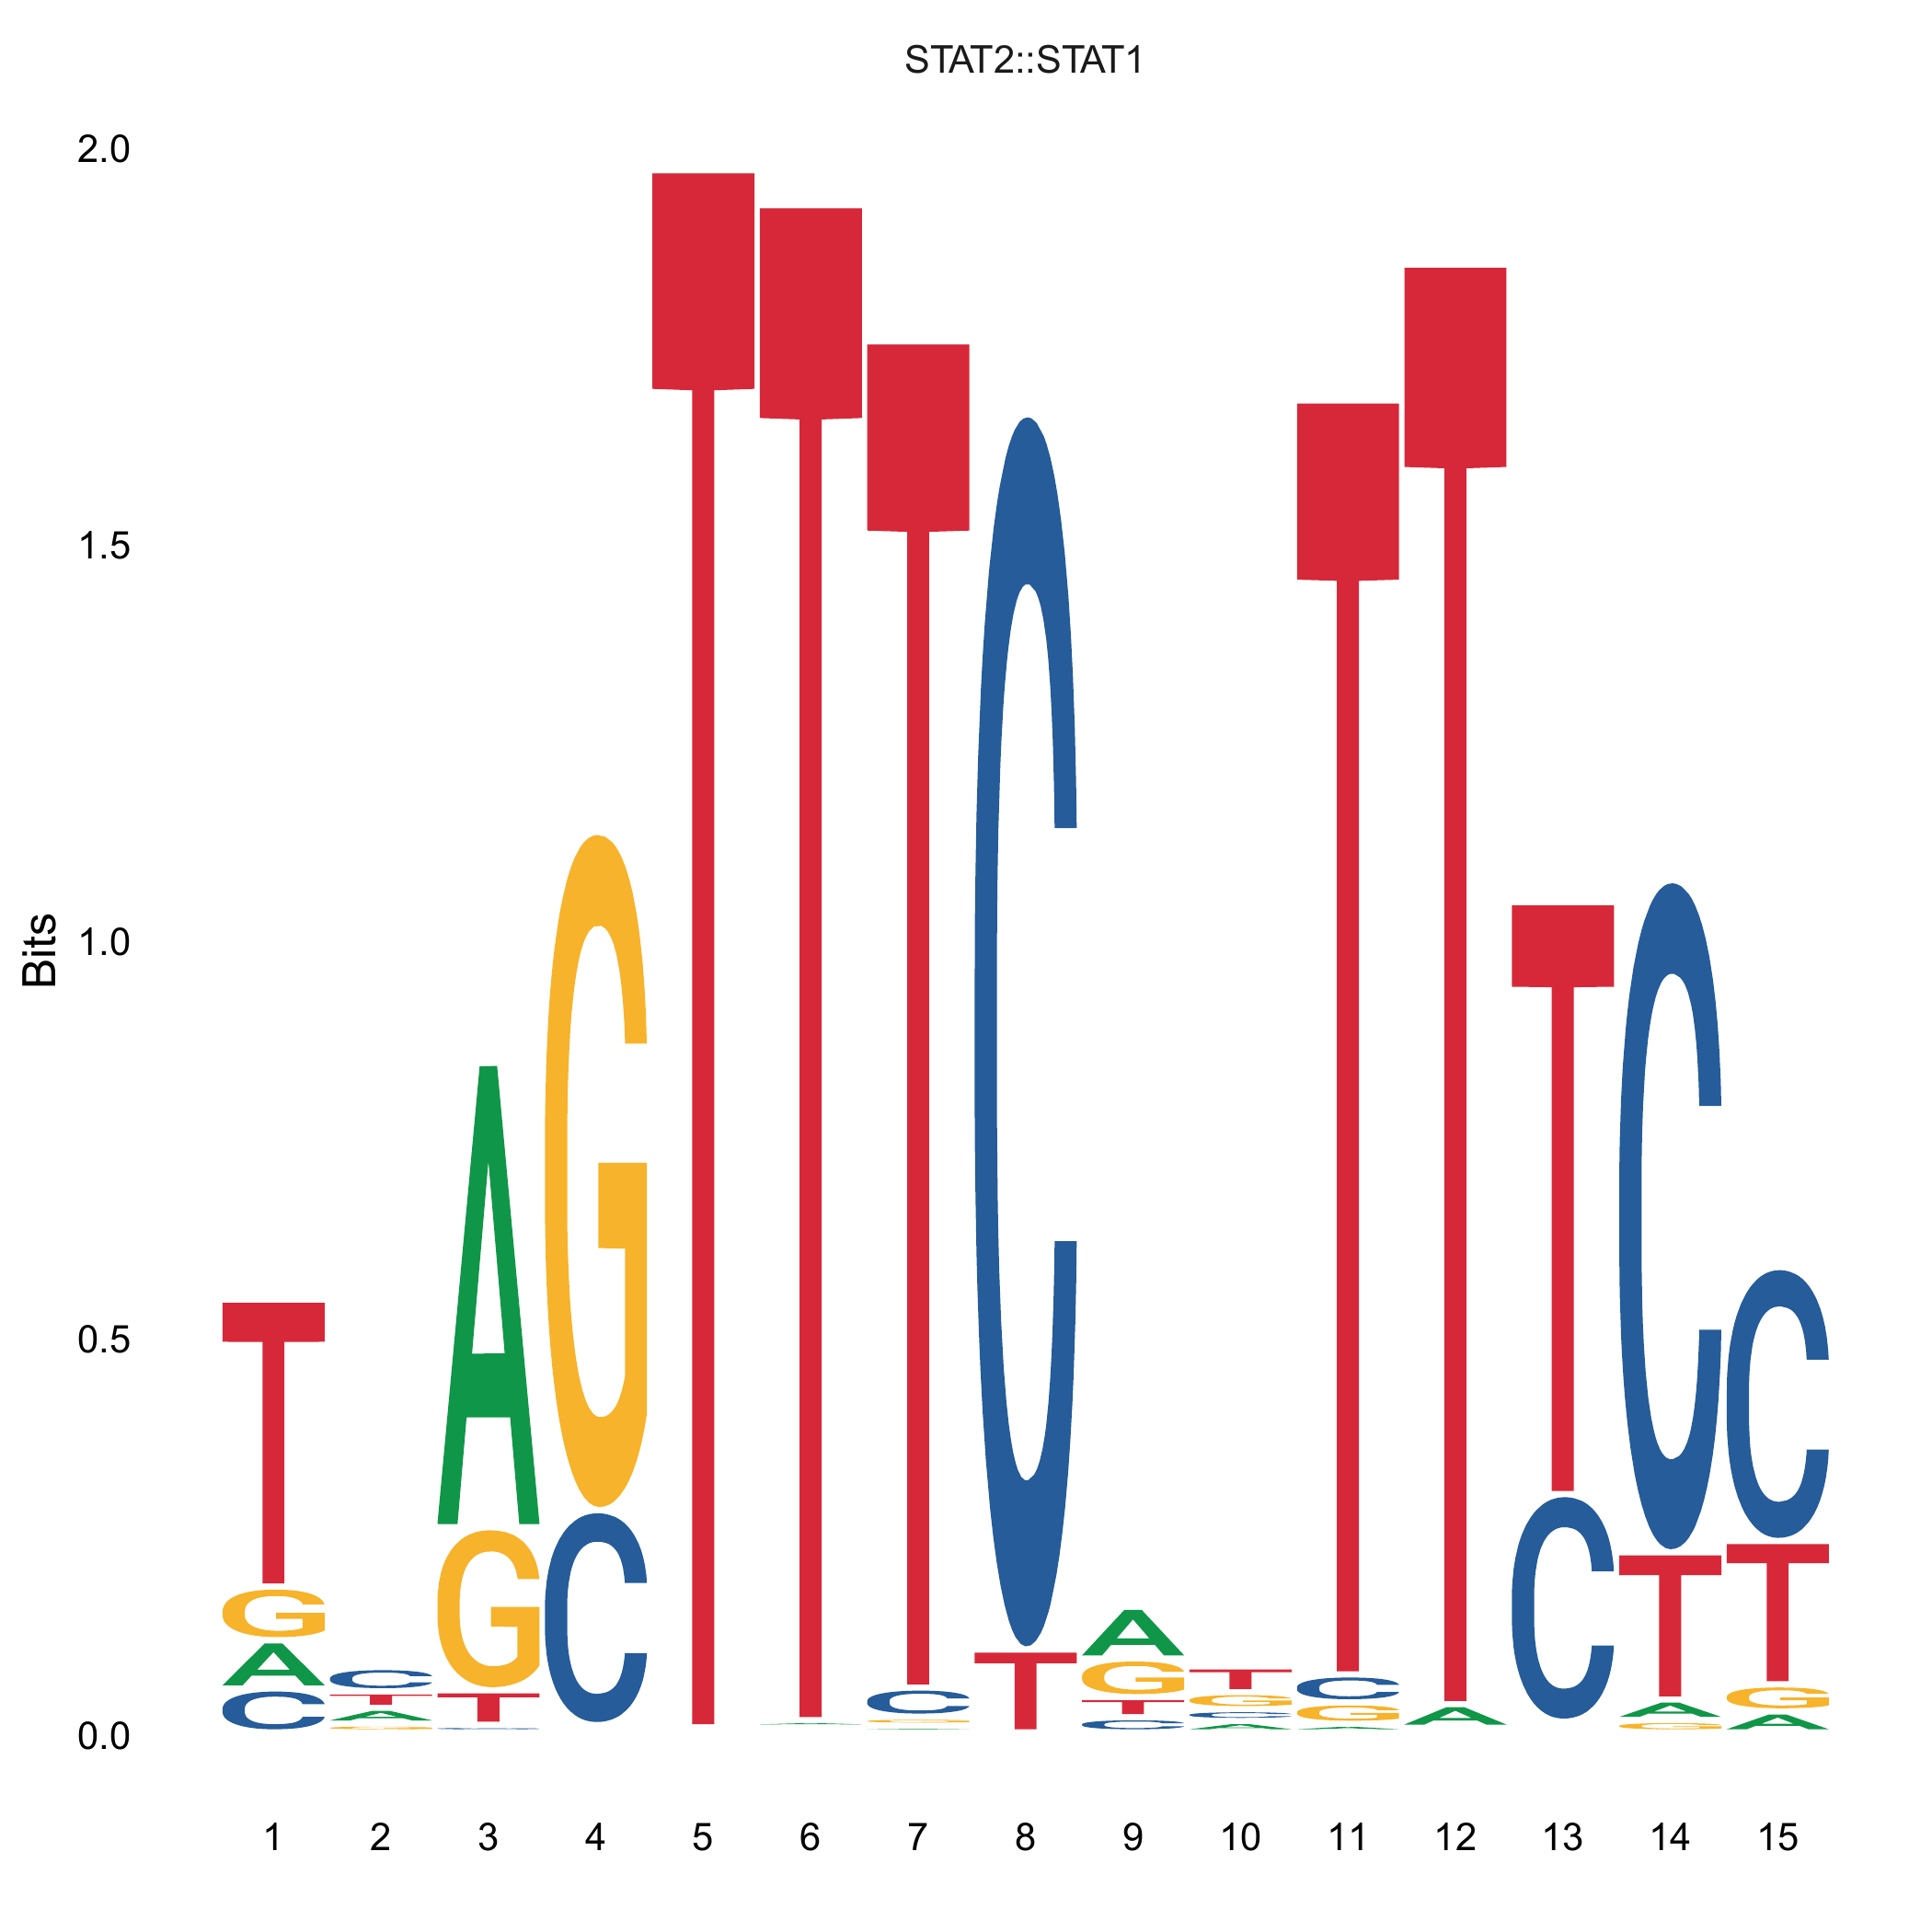 STAT2::STAT1
2.0
1.5
1.0
0.5
0.0
Bits
T G A C
C T A G
A G T C
G C
T
T A
T C G A
C T
A G T C
T G C A
T C G A
T A
T C
C T A G
C T G A
1 2 3 4 5 6 7 8 9 10 11 12 13 14 15